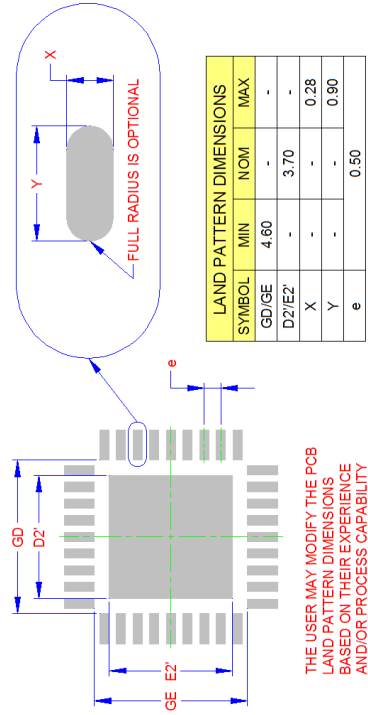 X
Y
FULL RADIUS IS OPTIONAL
e
GD
D2'
GE
E2'
LAND PATTERN DIMENSIONS
SYMBOL MIN NOM MAX
GD/GE 4.60 - -
D2'/E2' - 3.70 -
X - - 0.28
Y - - 0.90
e 0.50
THE USER MAY MODIFY THE PCB
LAND PATTERN DIMENSIONS
BASED ON THEIR EXPERIENCE
AND/OR PROCESS CAPABILITY